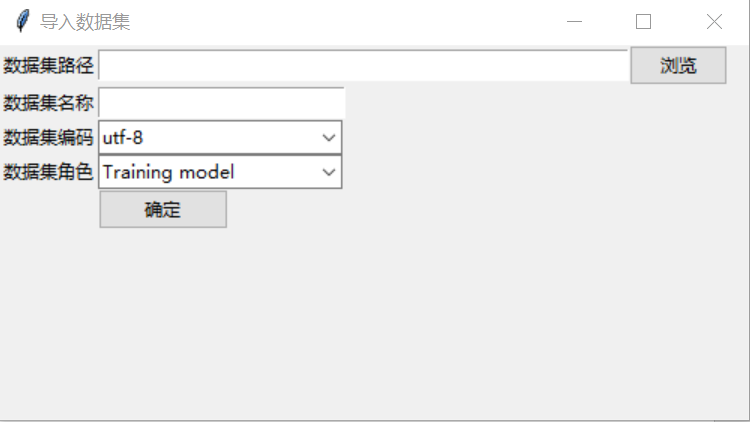 导入数据集
数据集路径 浏览
数据集名称
数据集编码 utf-8
数据集角色 Training model
确定